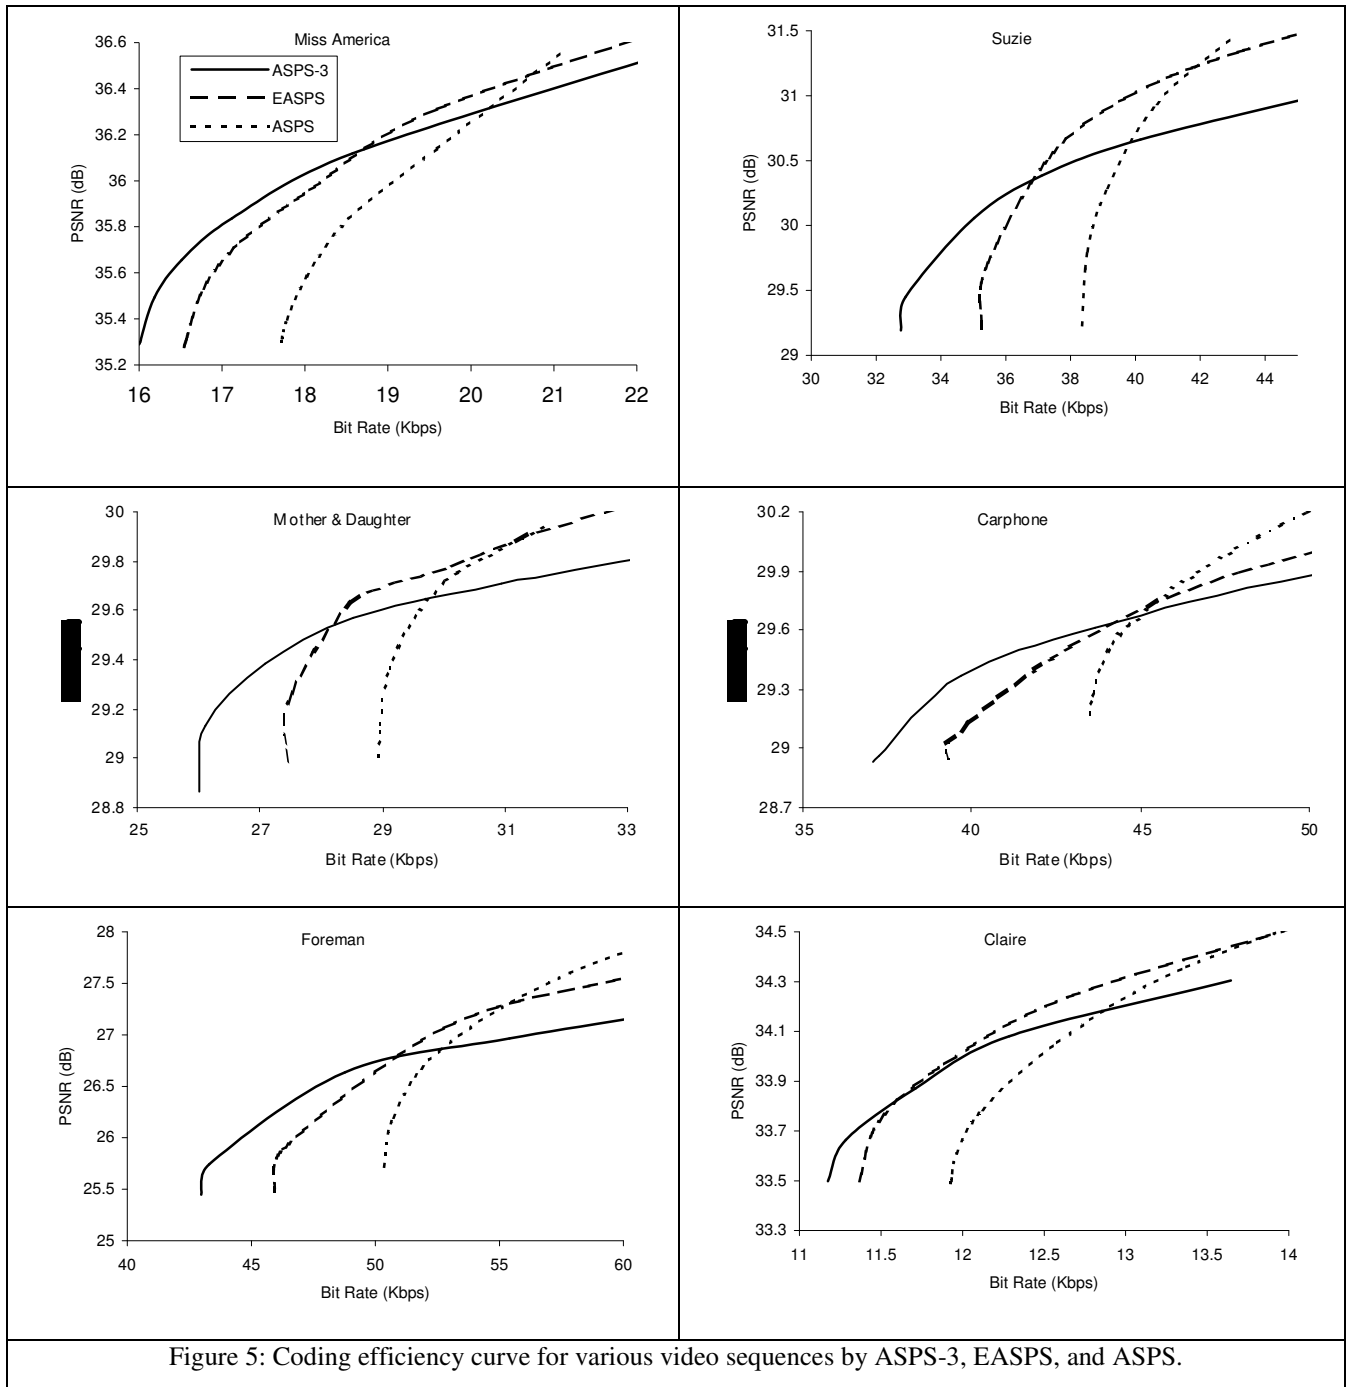 Miss America
36.6
36.4
36.2
36
35.8
35.6
35.4
35.2
PSNR (dB)
ASPS-3
EASPS
ASPS
16 17 18 19 20 21 22
Bit Rate (Kbps)
Suzie
31.5
31
30.5
30
29.5
29
PSNR (dB)
30 32 34 36 38 40 42 44
Bit Rate (Kbps)
Mother & Daughter
30
29.8
29.6
29.4
29.2
29
28.8
25 27 29 31 33
Bit Rate (Kbps)
Carphone
30.2
29.9
29.6
29.3
29
28.7
35 40 45 50
Bit Rate (Kbps)
Foreman
28
27.5
27
26.5
26
25.5
25
PSNR (dB)
40 45 50 55 60
Bit Rate (Kbps)
Claire
34.5
34.3
34.1
33.9
33.7
33.5
33.3
PSNR (dB)
11 11.5 12 12.5 13 13.5 14
Bit Rate (Kbps)
Figure 5: Coding efficiency curve for various video sequences by ASPS-3, EASPS, and ASPS.